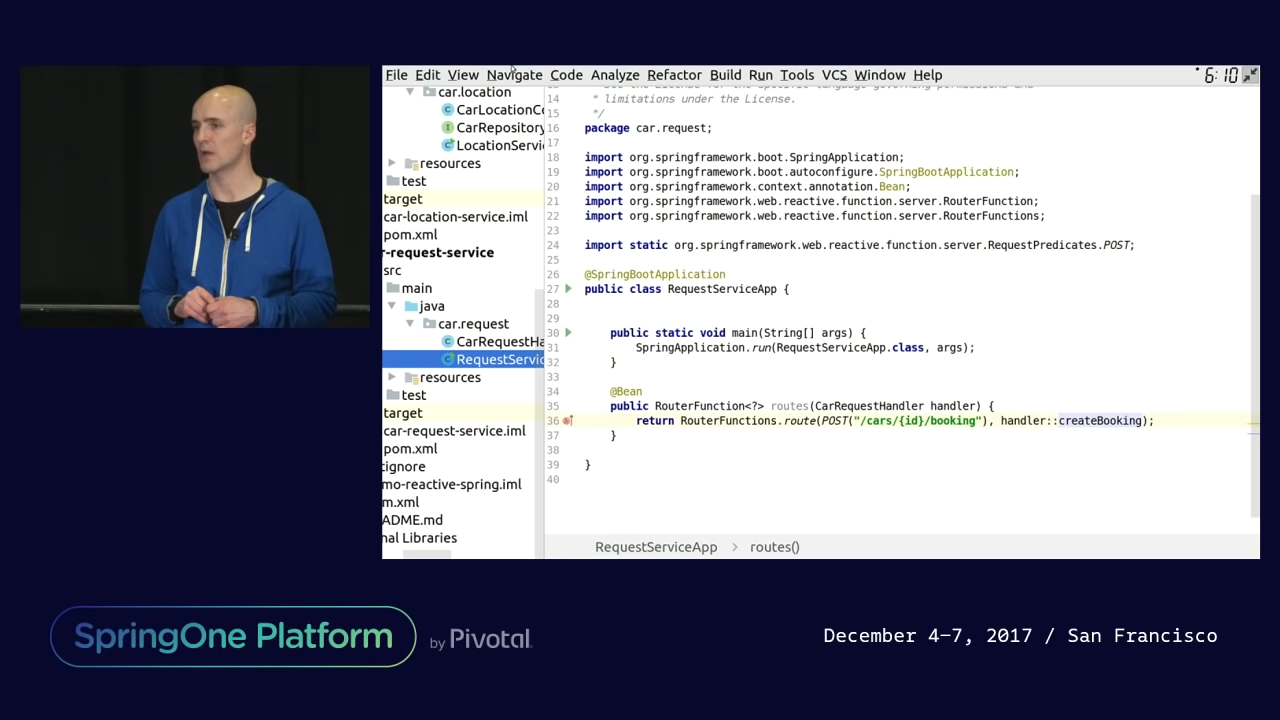 File Edit View Navigate Code Analyze Refactor Build Run Tools VCS Window Help 6:10
car.location
CarLocationCo
CarRepository
LocationServi
resources
test
target
car-location-service.iml
pom.xml
r-request-service
src
main
java
car.request
CarRequestHa
RequestServic
resources
test
target
car-request-service.iml
pom.xml
tignore
mo-reactive-spring.iml
m.xml
ADME.md
nal Libraries
14 * limitations under the License.
15 */
16 package car.request;
17
18 import org.springframework.boot.SpringApplication;
19 import org.springframework.boot.autoconfigure.SpringBootApplication;
20 import org.springframework.context.annotation.Bean;
21 import org.springframework.web.reactive.function.server.RouterFunction;
22 import org.springframework.web.reactive.function.server.RouterFunctions;
23
24 import static org.springframework.web.reactive.function.server.RequestPredicates.POST;
25
26 @SpringBootApplication
27 public class RequestServiceApp {
28
29
30 public static void main(String[] args) {
31 SpringApplication.run(RequestServiceApp.class, args);
32 }
33
34 @Bean
35 public RouterFunction<?> routes(CarRequestHandler handler) {
36 return RouterFunctions.route(POST("/cars/{id}/booking"), handler::createBooking);
37 }
38
39 }
40
RequestServiceApp > routes()
SpringOne Platform by Pivotal.
December 4–7, 2017 / San Francisco